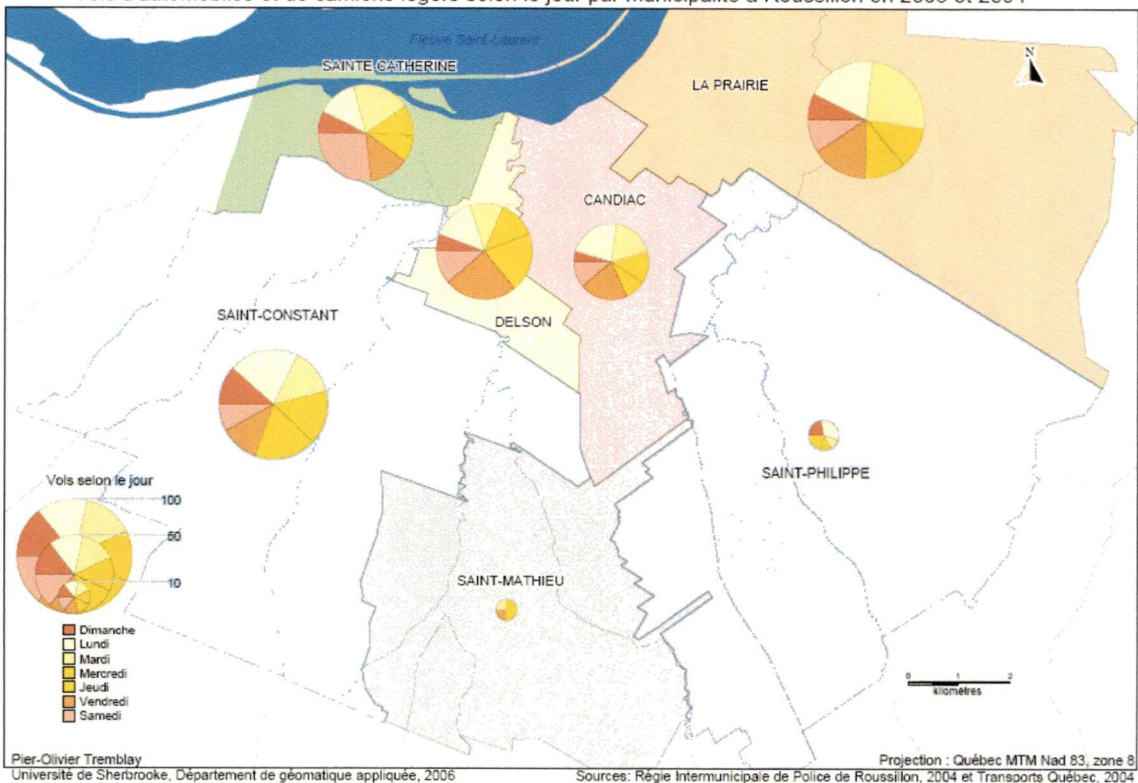 Fleuve Saint-Laurent
SAINTE-CATHERINE
LA PRAIRIE
N
CANDIAC
SAINT-CONSTANT
DELSON
SAINT-PHILIPPE
Vols selon le jour
100
50
10
SAINT-MATHIEU
Dimanche
Lundi
Mardi
Mercredi
Jeudi
Vendredi
Samedi
0 1 2
kilomètres
Pier-Olivier Tremblay
Projection : Québec MTM Nad 83, zone 8
Université de Sherbrooke, Département de géomatique appliquée, 2006
Sources: Régie Intermunicipale de Police de Roussillon, 2004 et Transports Québec, 2004